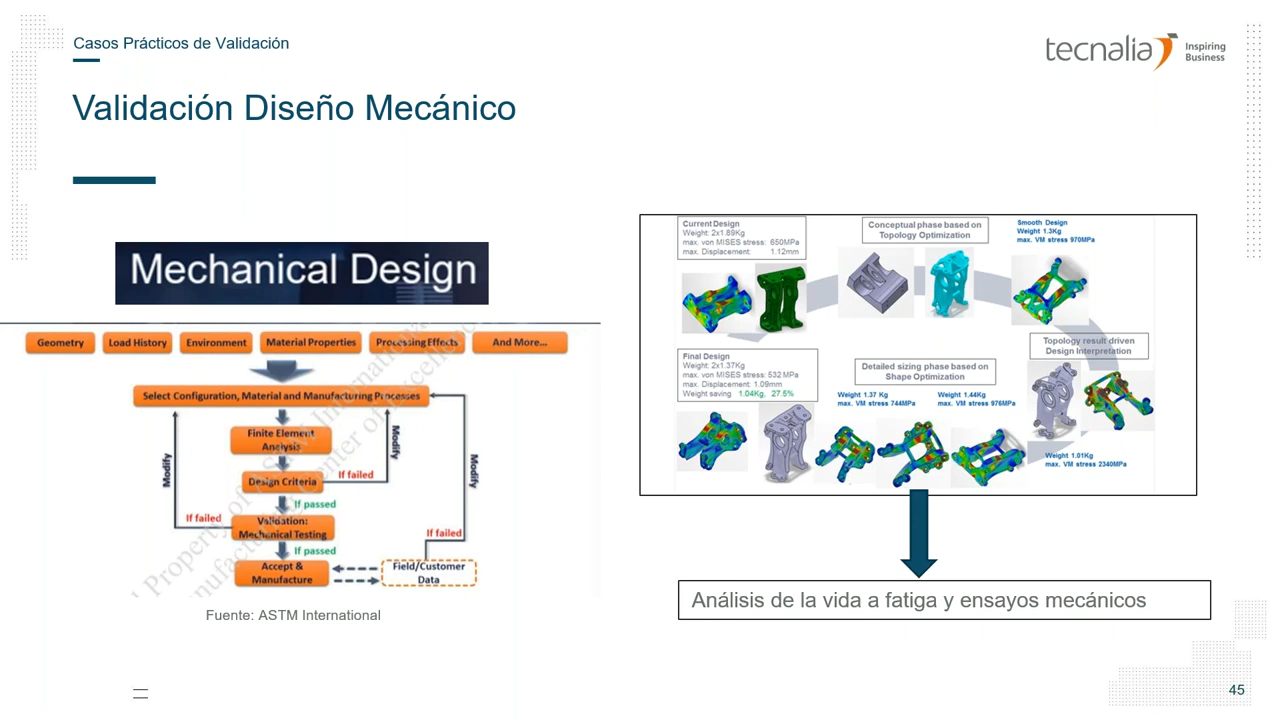 Casos Prácticos de Validación
tecnalia
Inspiring
Business
Validación Diseño Mecánico
Mechanical Design
Geometry
Load History
Environment
Material Properties
Processing Effects
And More...
Select Configuration, Material and Manufacturing Processes
Finite Element
Analysis
Modify
Modify
Modify
If failed
Design Criteria
If passed
If failed
Validation:
Mechanical Testing
If failed
If passed
Accept &
Manufacture
Field/Customer
Data
Fuente: ASTM International
Current Design
Weight: 2x1.89Kg
max. von MISES stress: 650MPa
max. Displacement: 1.12mm
Conceptual phase based on
Topology Optimization
Smooth Design
Weight 1.3Kg
max. VM stress 970MPa
Topology result driven
Design Interpretation
Final Design
Weight: 2x1.37Kg
max. von MISES stress: 532 MPa
max. Displacement: 1.09mm
Weight saving 1.04Kg, 27.5%
Detailed sizing phase based on
Shape Optimization
Weight 1.37 Kg
max. VM stress 744MPa
Weight 1.44Kg
max. VM stress 976MPa
Weight 1.01Kg
max. VM stress 2340MPa
Análisis de la vida a fatiga y ensayos mecánicos
45